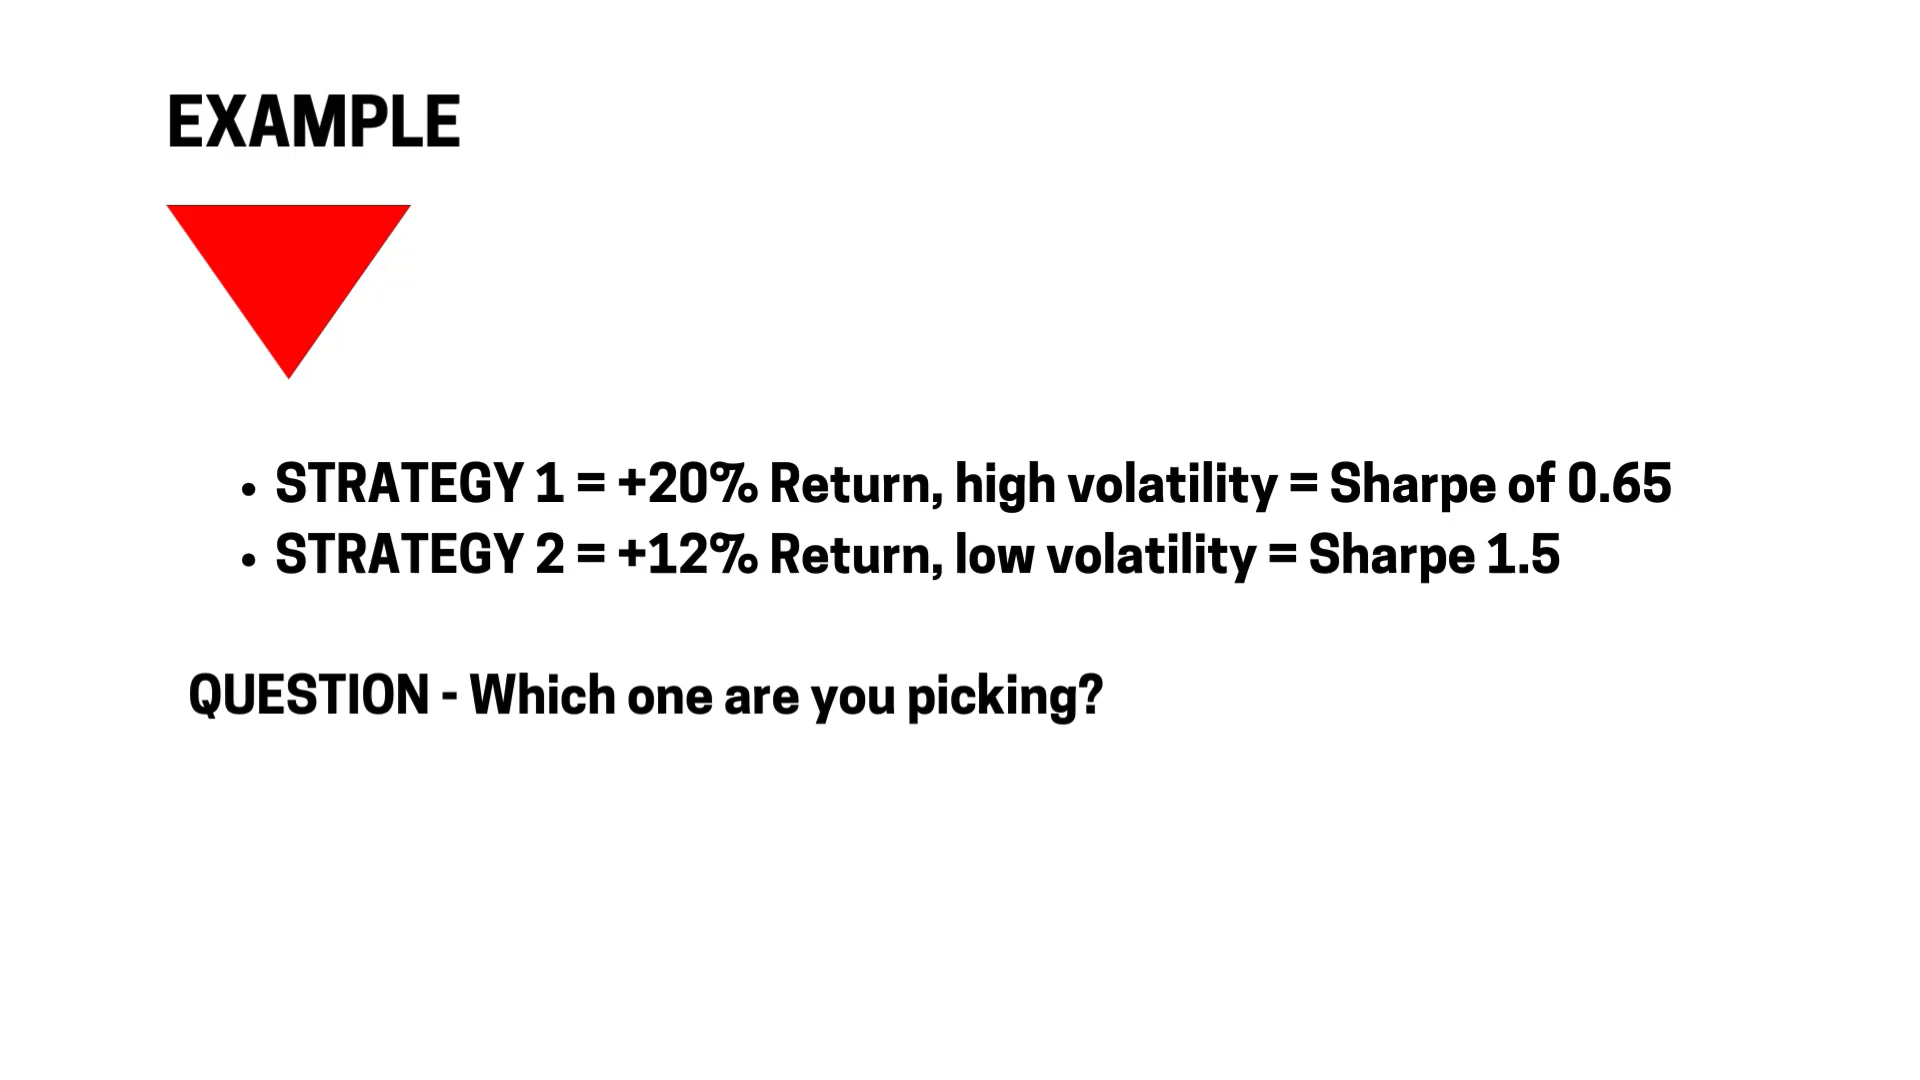 EXAMPLE
• STRATEGY 1 = +20% Return, high volatility = Sharpe of 0.65
• STRATEGY 2 = +12% Return, low volatility = Sharpe 1.5
QUESTION - Which one are you picking?